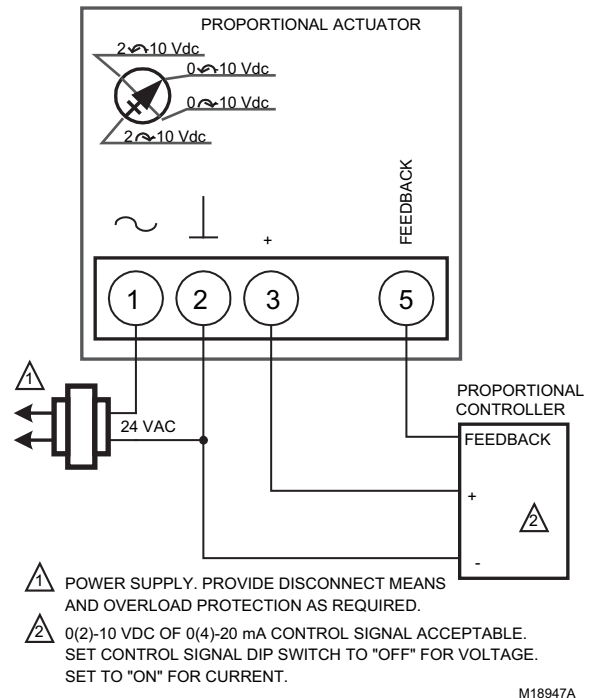 PROPORTIONAL ACTUATOR
2 10 Vdc
0 10 Vdc
0 10 Vdc
2 10 Vdc
FEEDBACK
+
1 2 3 5
1
24 VAC
PROPORTIONAL
CONTROLLER
FEEDBACK
+
2
-
1 POWER SUPPLY. PROVIDE DISCONNECT MEANS
AND OVERLOAD PROTECTION AS REQUIRED.
2 0(2)-10 VDC OF 0(4)-20 mA CONTROL SIGNAL ACCEPTABLE.
SET CONTROL SIGNAL DIP SWITCH TO "OFF" FOR VOLTAGE.
SET TO "ON" FOR CURRENT.
M18947A